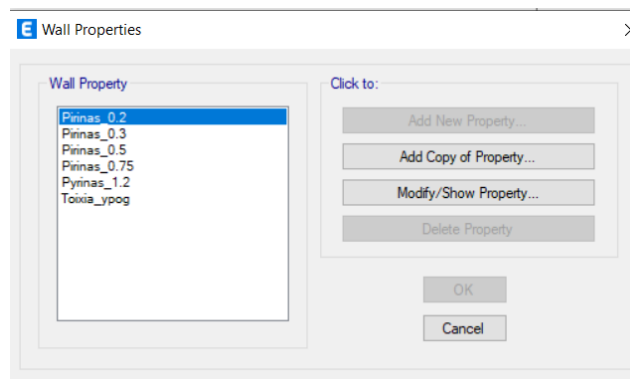 E Wall Properties
Wall Property
Pirinas_0.2
Pirinas_0.3
Pirinas_0.5
Pirinas_0.75
Pyrinas_1.2
Toixia_ypog
Click to:
Add New Property...
Add Copy of Property...
Modify/Show Property...
Delete Property
OK
Cancel